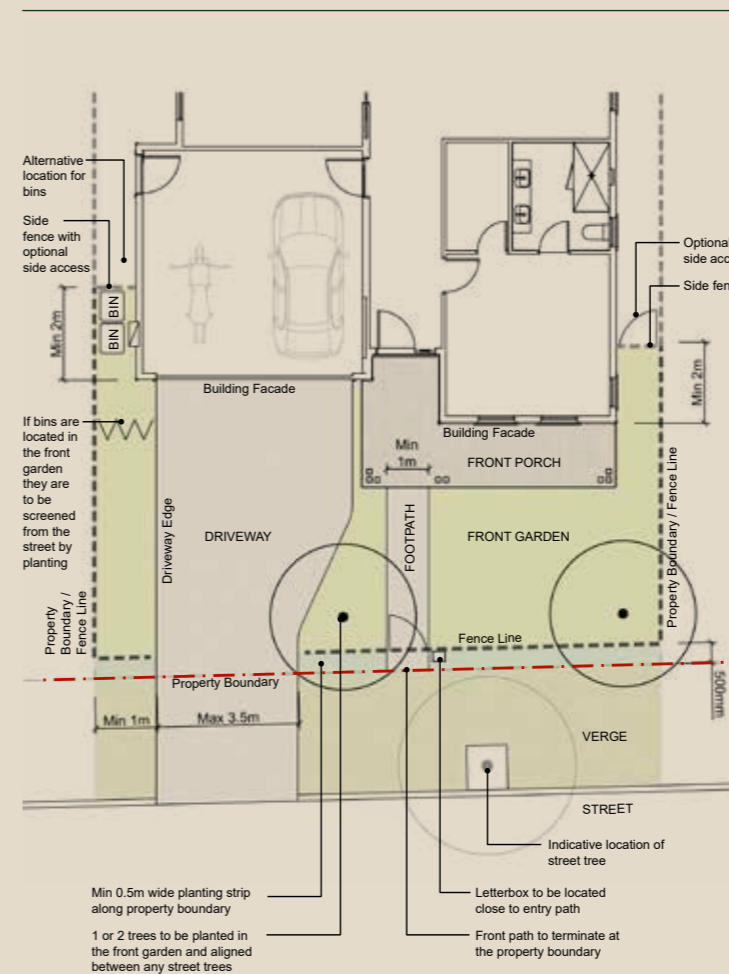 Alternative
location for
bins
Side
fence with
optional
side access
BIN
BIN
Min 2m
If bins are
located in
the front
garden
they are
to be
screened
from the
street by
planting
Property
Boundary /
Fence Line
Driveway Edge
Building Facade
DRIVEWAY
Min
1m
FOOTPATH
Building Facade
FRONT PORCH
FRONT GARDEN
Optional
side acc
Side fen
Min 2m
Property Boundary / Fence Line
Fence Line
Property Boundary
500mm
Min 1m
Max 3.5m
VERGE
STREET
Indicative location of
street tree
Min 0.5m wide planting strip
along property boundary
Letterbox to be located
close to entry path
1 or 2 trees to be planted in
the front garden and aligned
between any street trees
Front path to terminate at
the property boundary